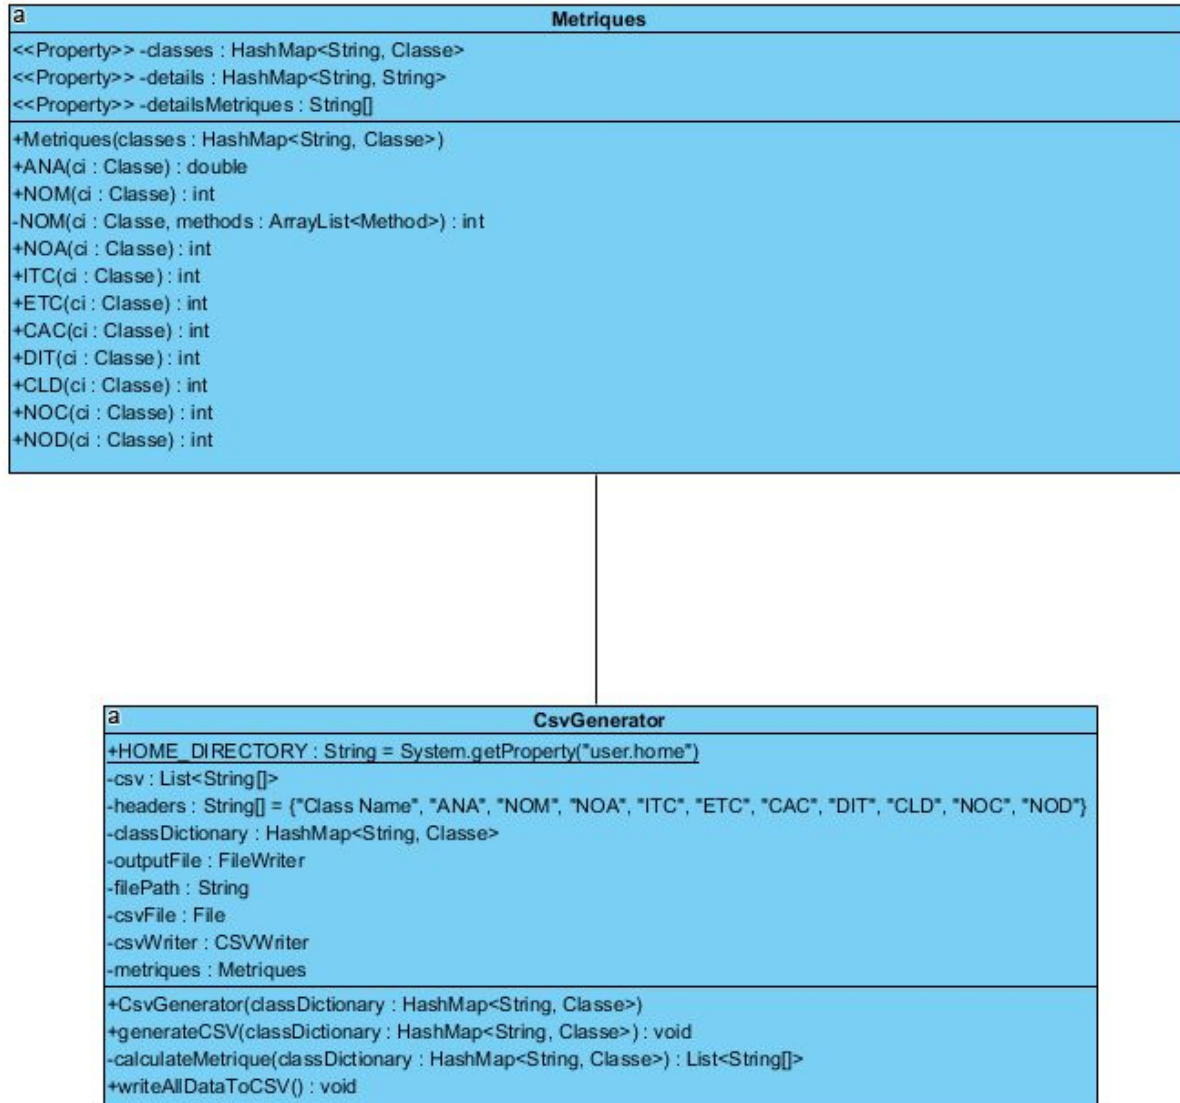 a
Metriques
<<Property>> -classes : HashMap<String, Classe>
<<Property>> -details : HashMap<String, String>
<<Property>> -detailsMetriques : String[]
+Metriques(classes : HashMap<String, Classe>)
+ANA(ci : Classe) : double
+NOM(ci : Classe) : int
-NOM(ci : Classe, methods : ArrayList<Method>) : int
+NOA(ci : Classe) : int
+ITC(ci : Classe) : int
+ETC(ci : Classe) : int
+CAC(ci : Classe) : int
+DIT(ci : Classe) : int
+CLD(ci : Classe) : int
+NOC(ci : Classe) : int
+NOD(ci : Classe) : int
a
CsvGenerator
+HOME_DIRECTORY : String = System.getProperty("user.home")
-csv : List<String[]>
-headers : String[] = {"Class Name", "ANA", "NOM", "NOA", "ITC", "ETC", "CAC", "DIT", "CLD", "NOC", "NOD"}
-classDictionary : HashMap<String, Classe>
-outputFile : FileWriter
-filePath : String
-csvFile : File
-csvWriter : CSVWriter
-metriques : Metriques
+CsvGenerator(classDictionary : HashMap<String, Classe>)
+generateCSV(classDictionary : HashMap<String, Classe>) : void
-calculateMetrique(classDictionary : HashMap<String, Classe>) : List<String[]>
+writeAllDataToCSV() : void